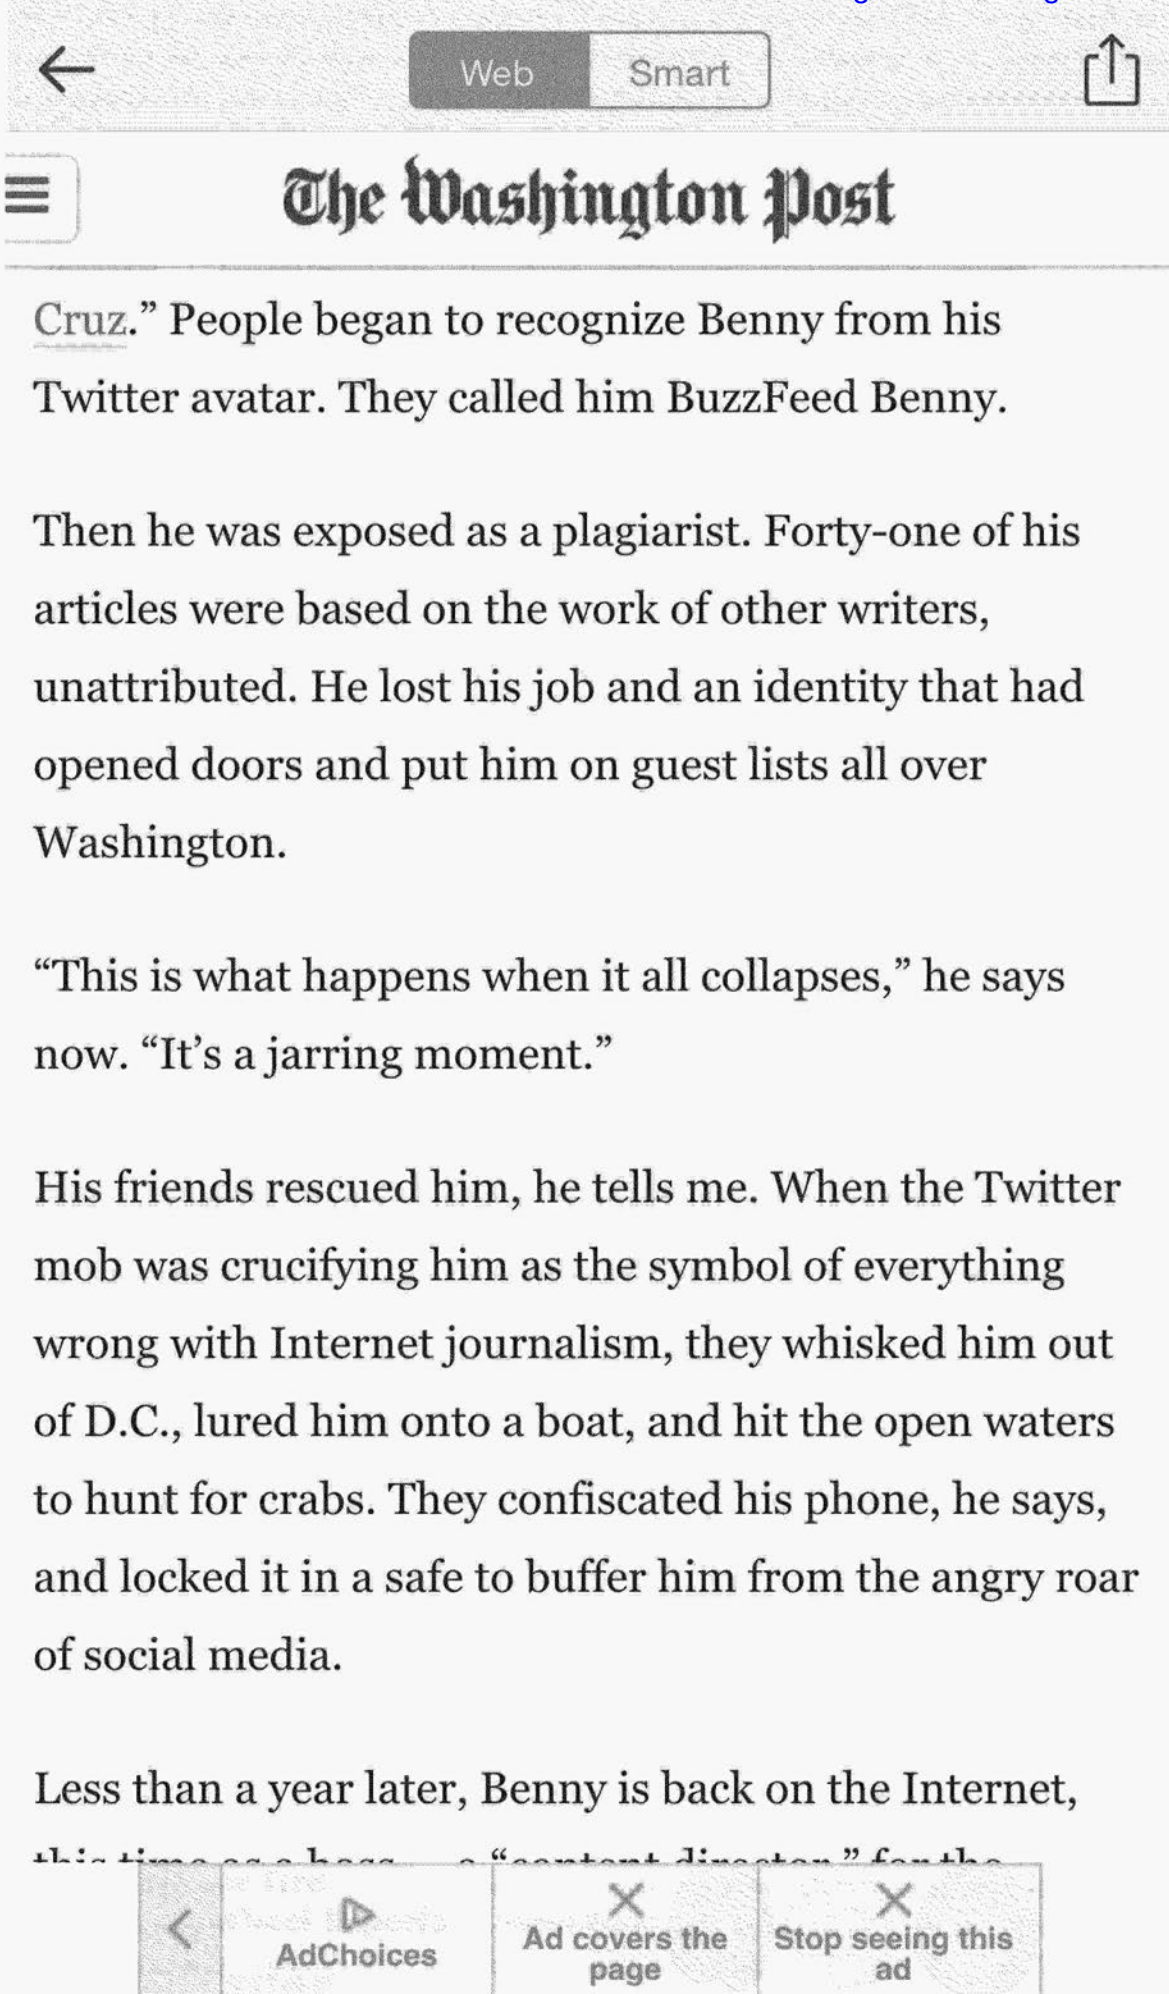 Web Smart
The Washington Post
Cruz.” People began to recognize Benny from his
Twitter avatar. They called him BuzzFeed Benny.
Then he was exposed as a plagiarist. Forty-one of his
articles were based on the work of other writers,
unattributed. He lost his job and an identity that had
opened doors and put him on guest lists all over
Washington.
“This is what happens when it all collapses,” he says
now. “It’s a jarring moment.”
His friends rescued him, he tells me. When the Twitter
mob was crucifying him as the symbol of everything
wrong with Internet journalism, they whisked him out
of D.C., lured him onto a boat, and hit the open waters
to hunt for crabs. They confiscated his phone, he says,
and locked it in a safe to buffer him from the angry roar
of social media.
Less than a year later, Benny is back on the Internet,
this time as a boss — a “content director” for the
AdChoices
Ad covers the
page
Stop seeing this
ad